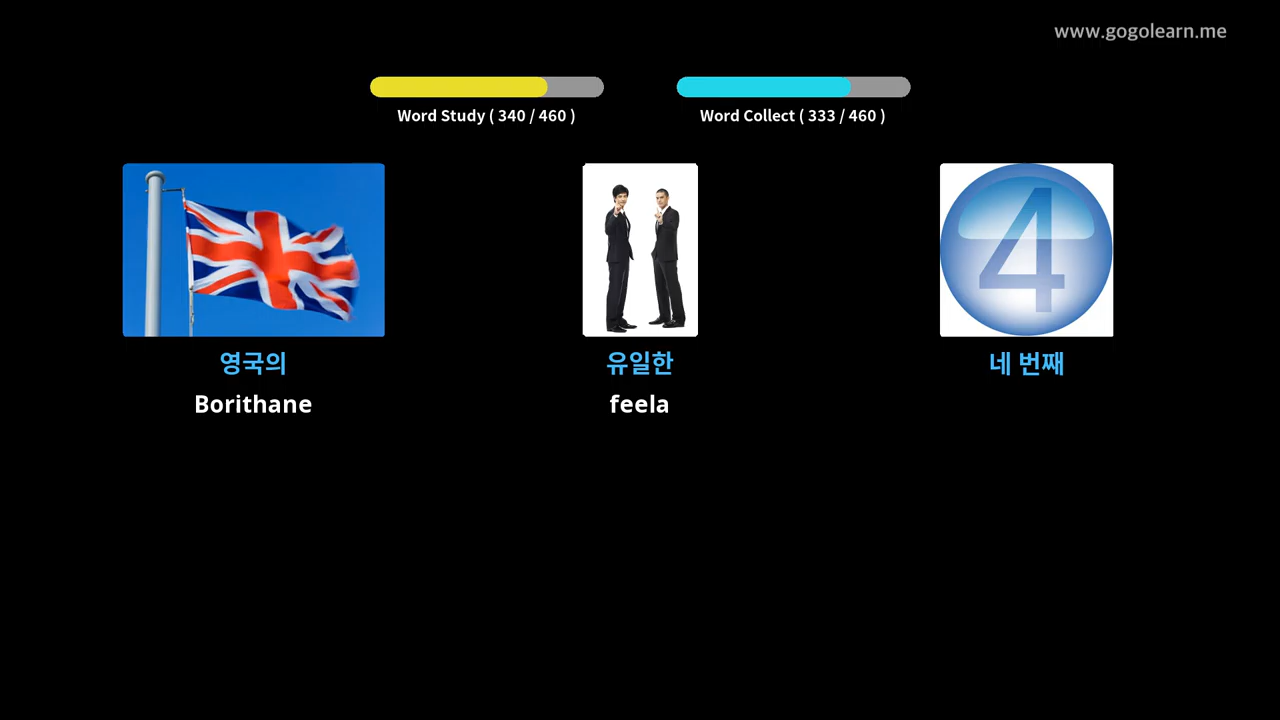 www.gogolearn.me
Word Study ( 340 / 460 )
Word Collect ( 333 / 460 )
영국의
유일한
네 번째
Borithane
feela
4